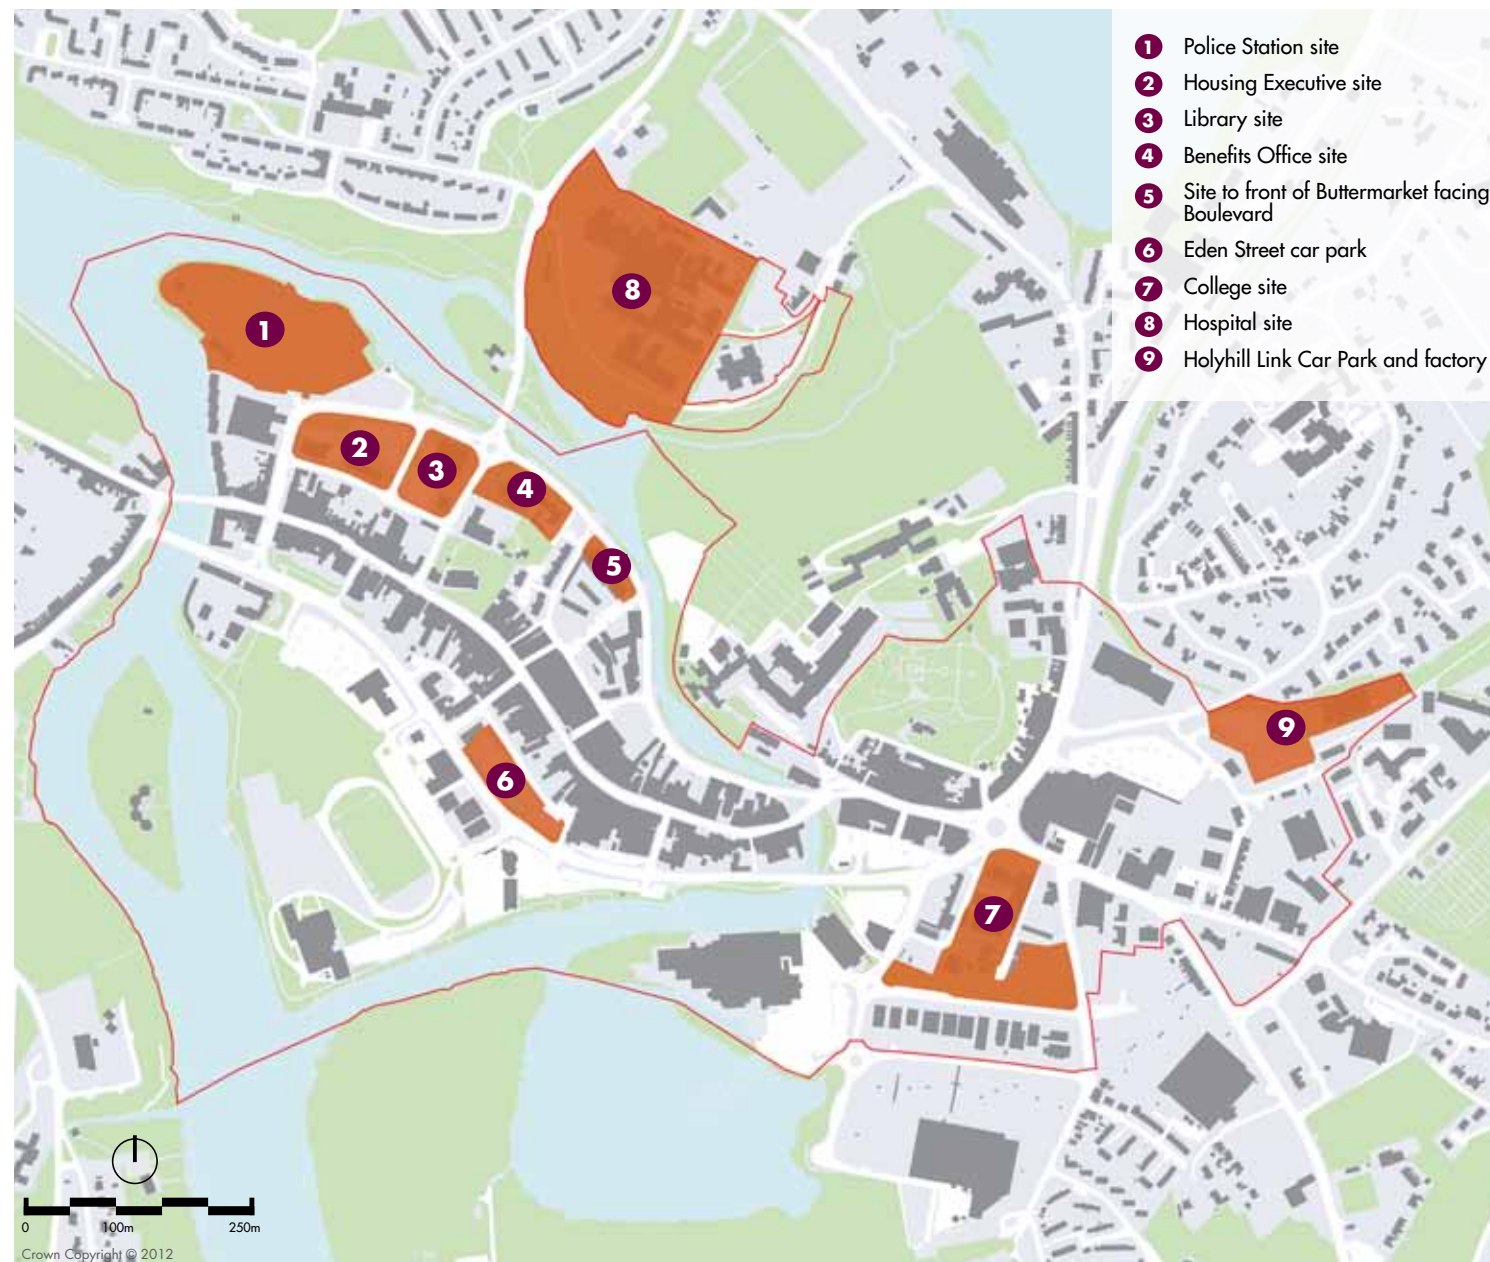 1 Police Station site
2 Housing Executive site
3 Library site
4 Benefits Office site
5 Site to front of Buttermarket facing
Boulevard
6 Eden Street car park
7 College site
8 Hospital site
9 Holyhill Link Car Park and factory
8
1
2
3
4
5
9
6
7
0 100m 250m
Crown Copyright © 2012